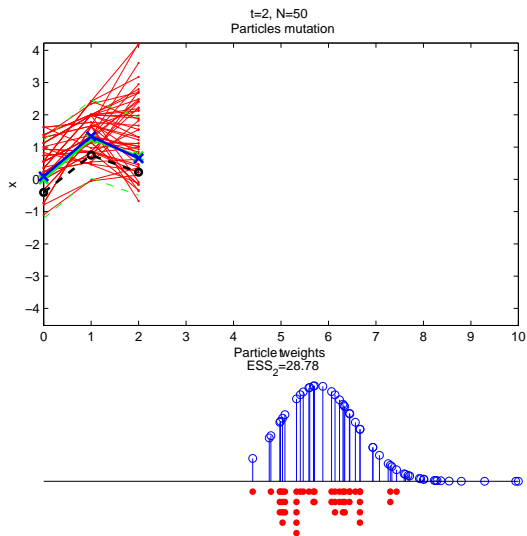 t=2, N=50
Particles mutation
4
3
2
1
0
−1
−2
−3
−4
x
0 1 2 3 4 5 6 7 8 9 10
t
Particle weights
ESS2=28.78